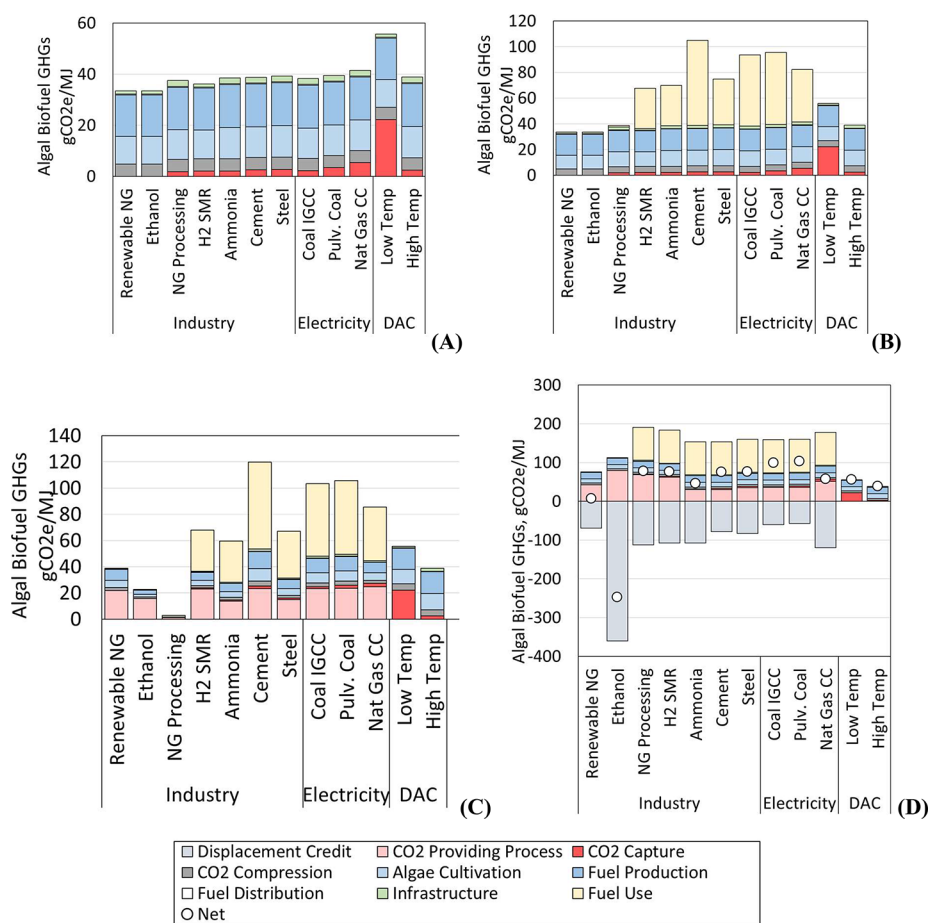 Algal Biofuel GHGs
gCO2e/MJ
60
40
20
0
Renewable NG
Ethanol
NG Processing
H2 SMR
Ammonia
Cement
Steel
Coal IGCC
Pulv. Coal
Nat Gas CC
Low Temp
High Temp
Industry
Electricity
DAC
(A)
Algal Biofuel GHGs
gCO2e/MJ
120
100
80
60
40
20
0
Renewable NG
Ethanol
NG Processing
H2 SMR
Ammonia
Cement
Steel
Coal IGCC
Pulv. Coal
Nat Gas CC
Low Temp
High Temp
Industry
Electricity
DAC
(B)
Algal Biofuel GHGs
gCO2e/MJ
140
120
100
80
60
40
20
0
Renewable NG
Ethanol
NG Processing
H2 SMR
Ammonia
Cement
Steel
Coal IGCC
Pulv. Coal
Nat Gas CC
Low Temp
High Temp
Industry
Electricity
DAC
(C)
Algal Biofuel GHGs, gCO2e/MJ
300
200
100
0
-100
-200
-300
-400
Renewable NG
Ethanol
NG Processing
H2 SMR
Ammonia
Cement
Steel
Coal IGCC
Pulv. Coal
Nat Gas CC
Low Temp
High Temp
Industry
Electricity
DAC
(D)
Displacement Credit
CO2 Providing Process
CO2 Capture
CO2 Compression
Algae Cultivation
Fuel Production
Fuel Distribution
Infrastructure
Fuel Use
Net